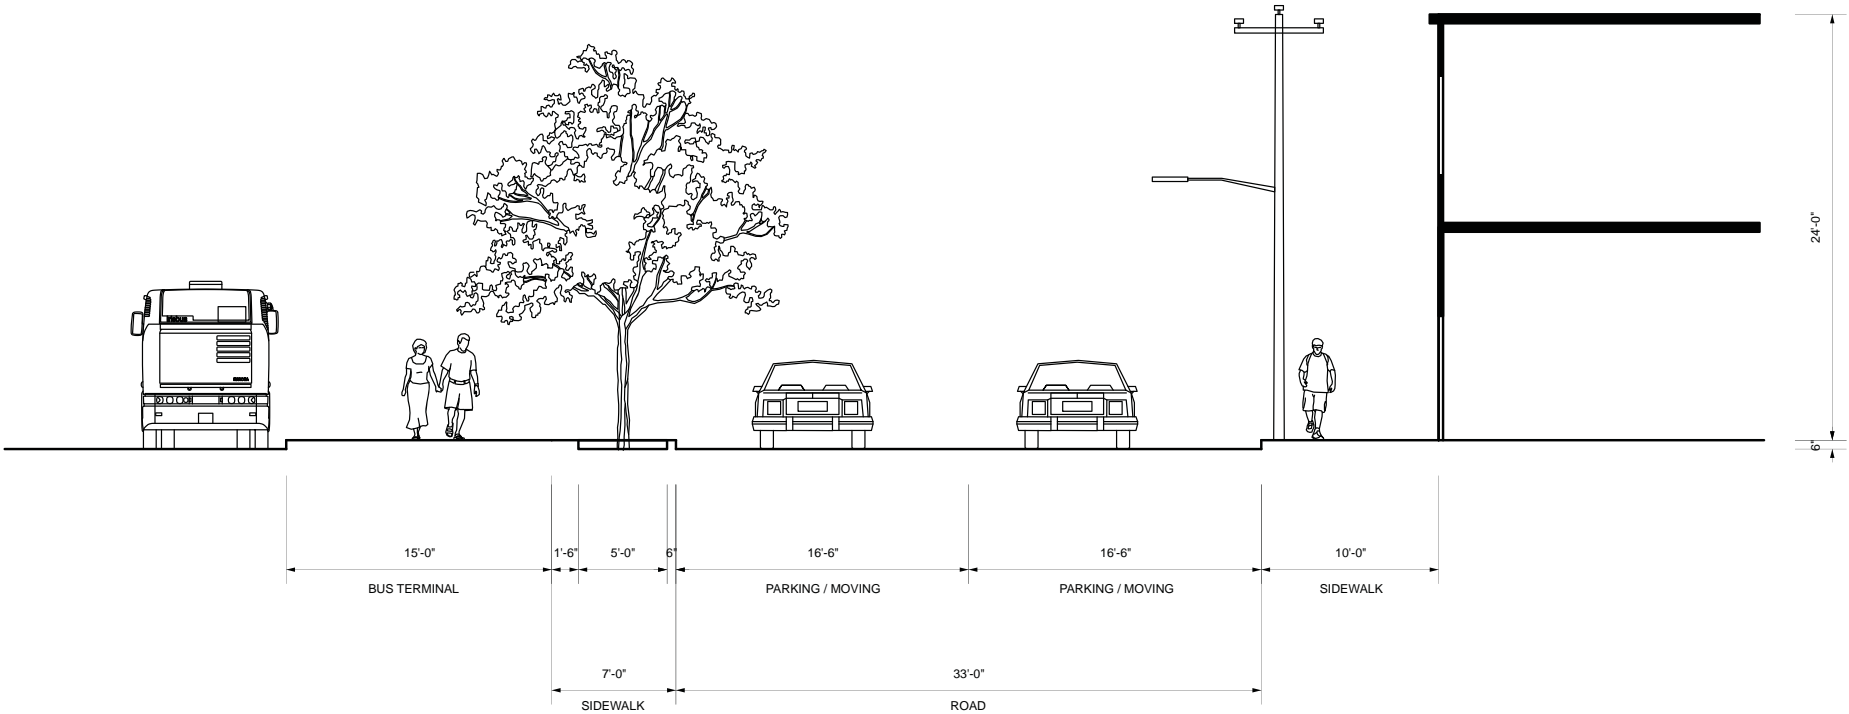 irisbus
24'-0"
6"
15'-0"
1'-6"
5'-0"
6"
16'-6"
16'-6"
10'-0"
BUS TERMINAL
PARKING / MOVING
PARKING / MOVING
SIDEWALK
7'-0"
33'-0"
SIDEWALK
ROAD